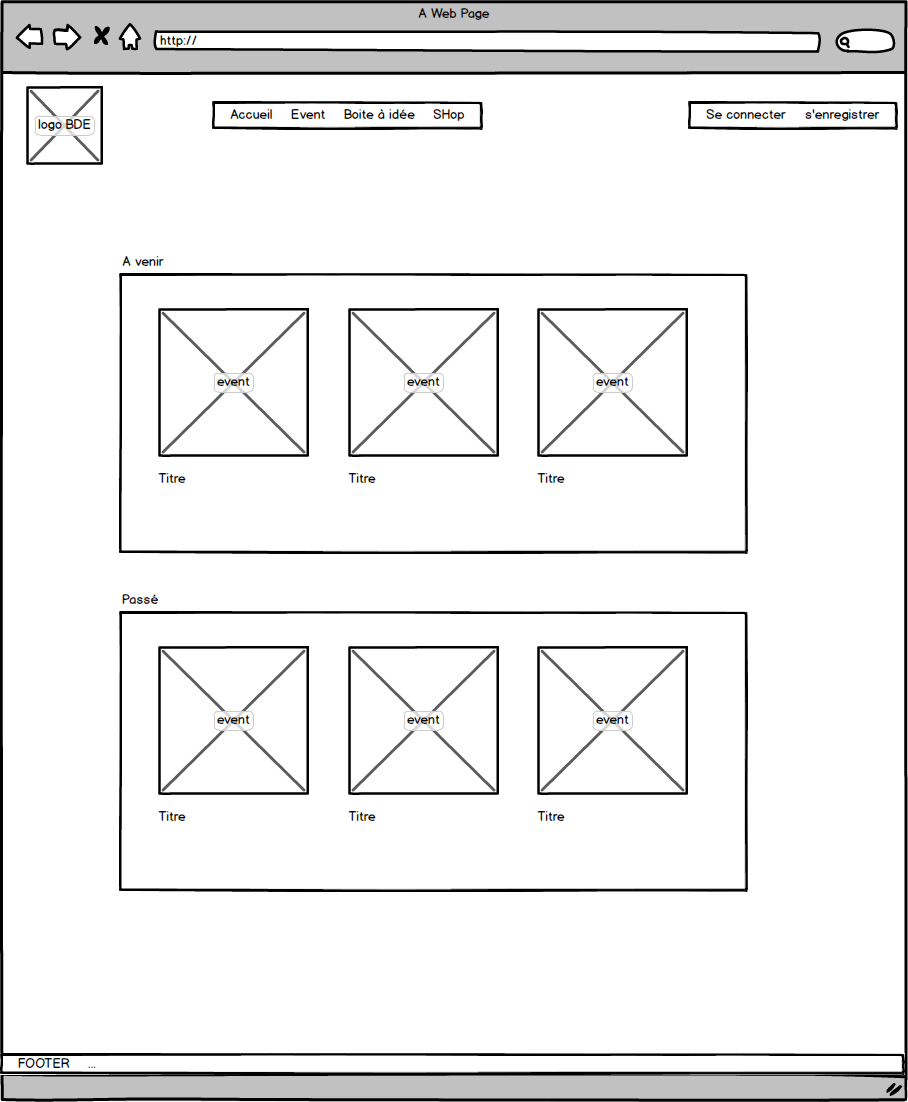 A Web Page
http://
logo BDE
Accueil Event Boite à idée SHop
Se connecter s'enregistrer
A venir
event event event
Titre Titre Titre
Passé
event event event
Titre Titre Titre
FOOTER ...